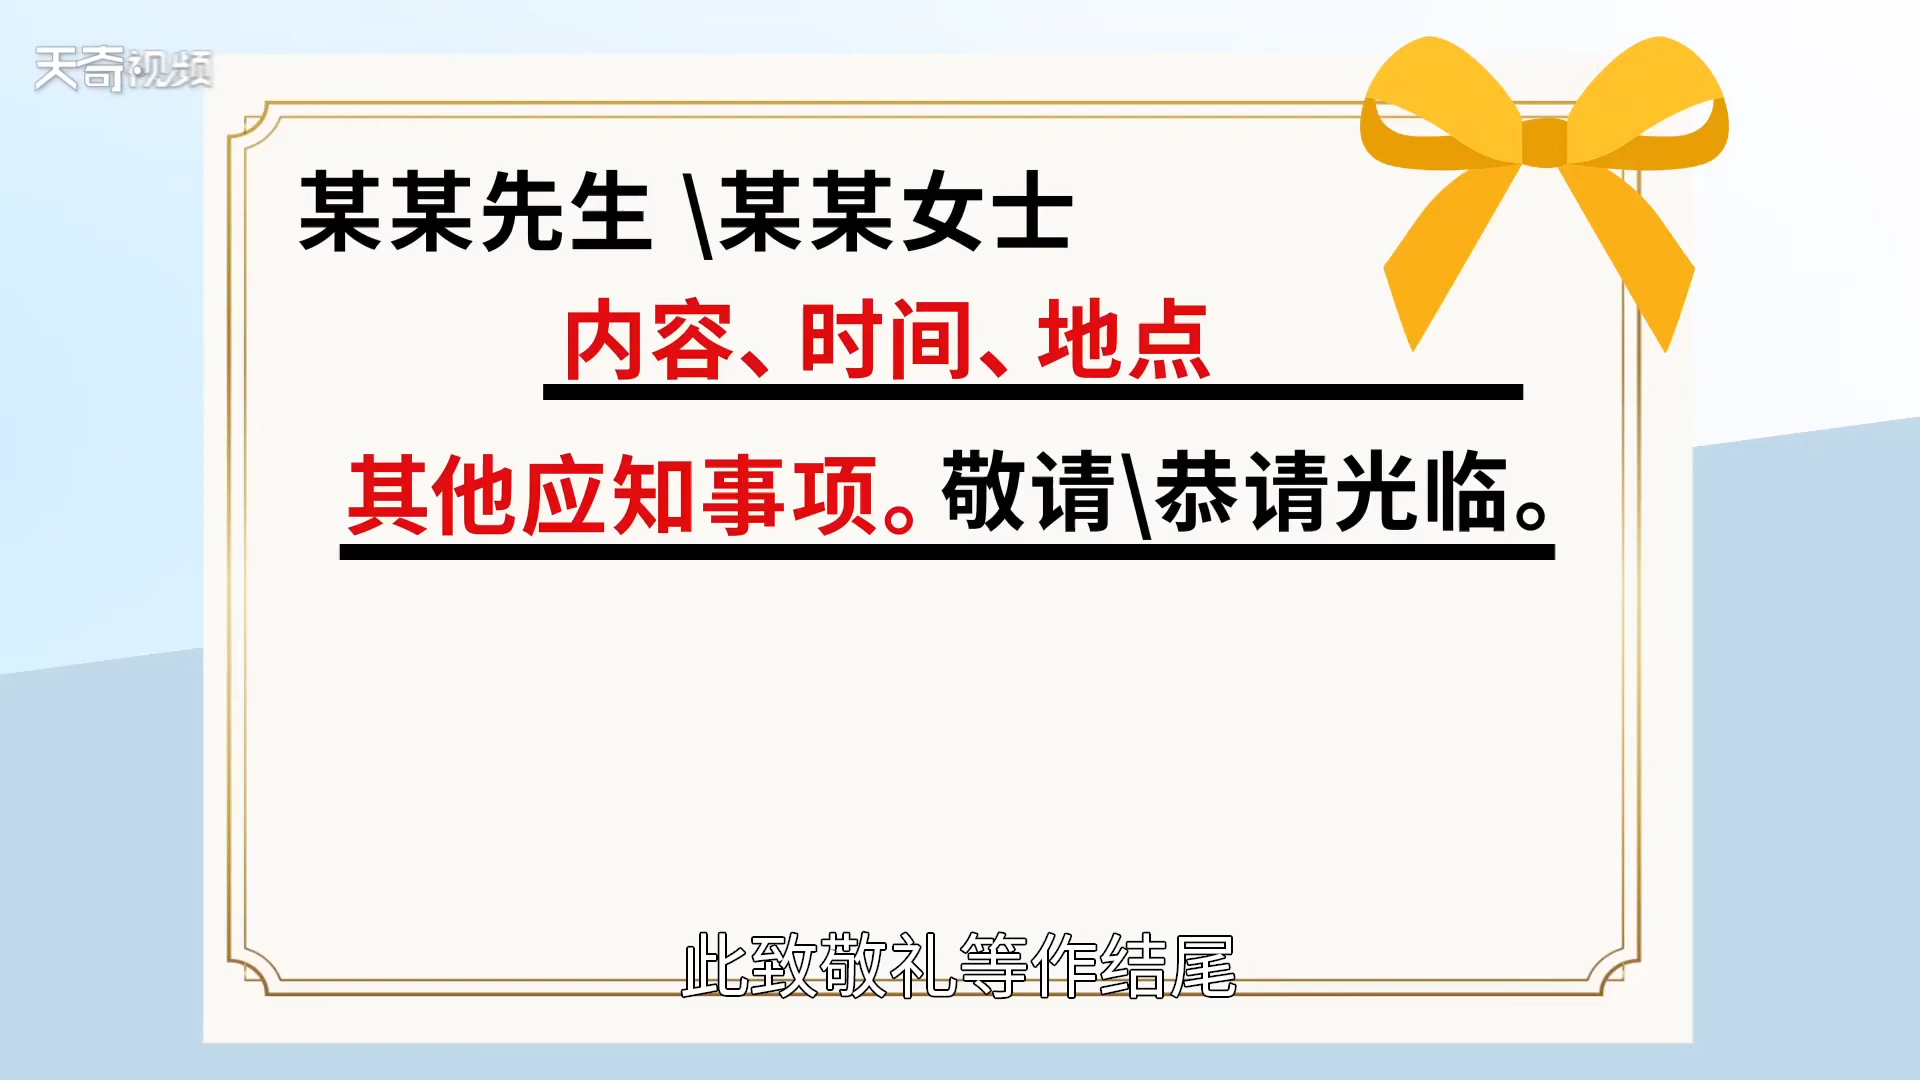 天奇·视频
某某先生 \某某女士
内容、时间、地点
其他应知事项。敬请\恭请光临。
此致敬礼等作结尾